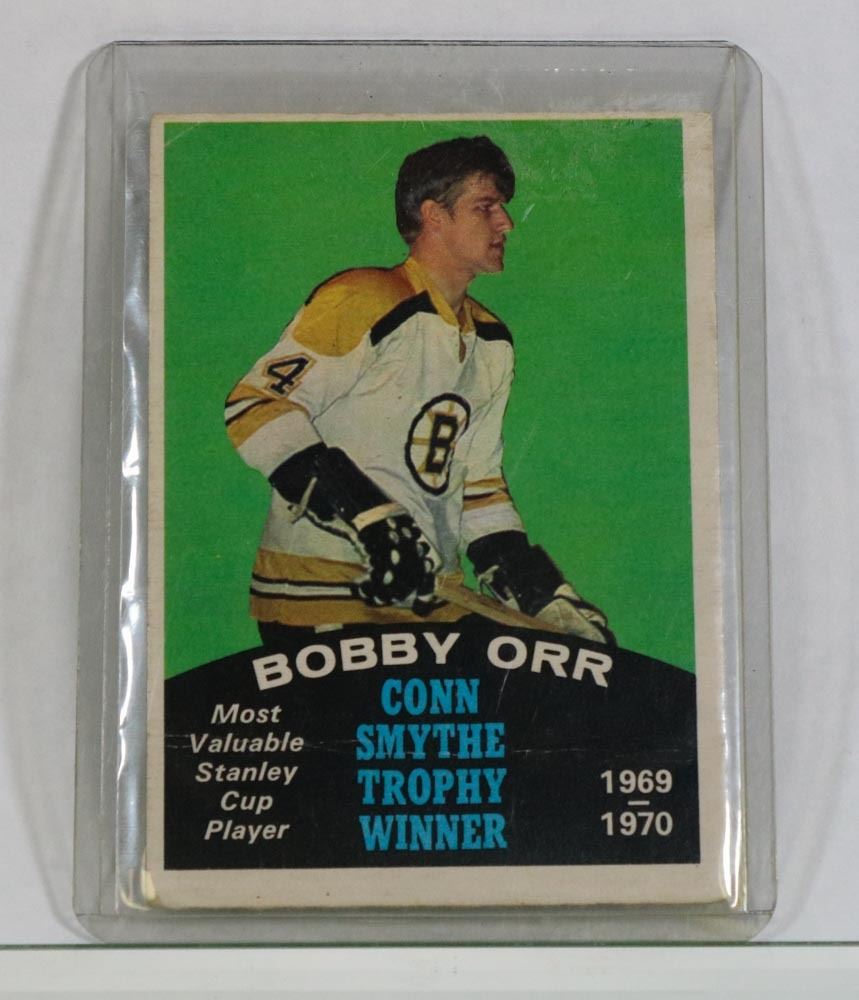 4
B
BOBBY ORR
Most
Valuable
Stanley
Cup
Player
CONN
SMYTHE
TROPHY
WINNER
1969
—
1970